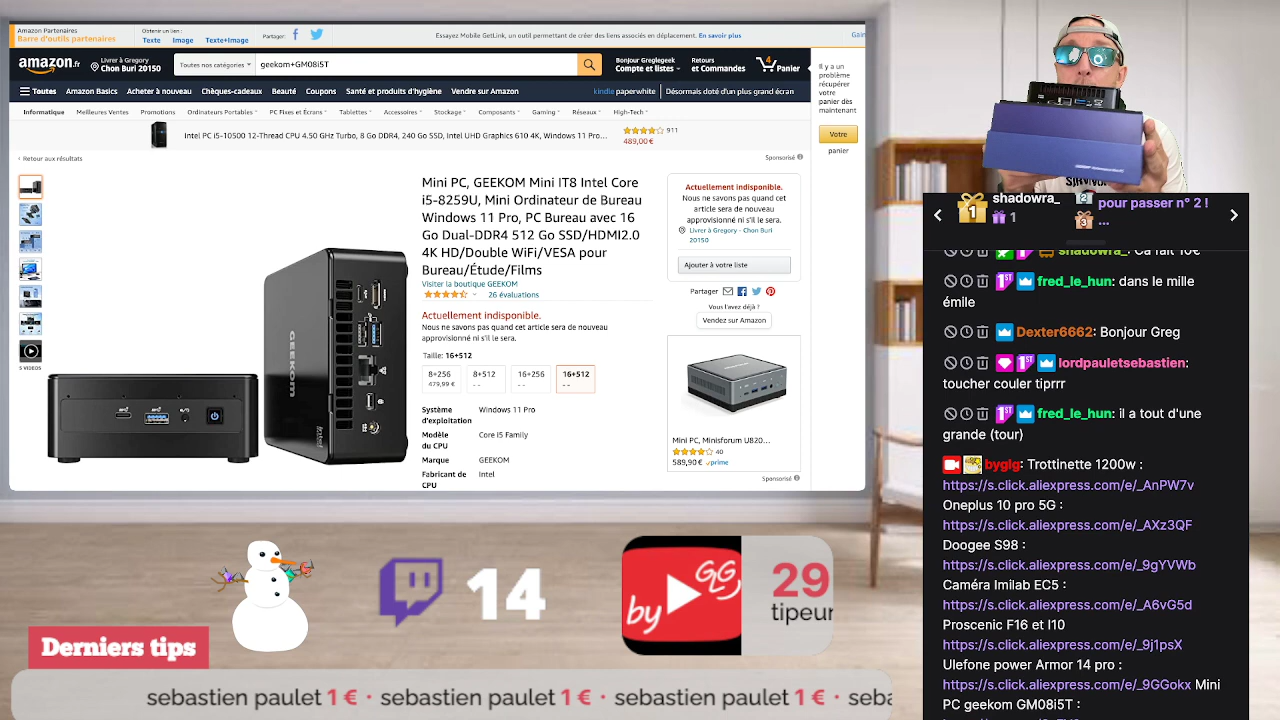 Amazon Partenaires
Barre d'outils partenaires
Obtenir un lien :
Texte Image Texte+Image
Partager:
Essayez Mobile GetLink, un outil permettant de créer des liens associés en déplacement. En savoir plus
Gain
amazon.fr
Livrer à Gregory
Chon Buri 20150
Toutes nos catégories
geekom+GM08i5T
Bonjour Greglegeek
Compte et listes
Retours
et Commandes
4
Panier
Toutes
Amazon Basics
Acheter à nouveau
Chèques-cadeaux
Beauté
Coupons
Santé et produits d'hygiène
Vendre sur Amazon
kindle paperwhite
Désormais doté d'un plus grand écran
Informatique
Meilleures Ventes
Promotions
Ordinateurs Portables
PC Fixes et Écrans
Tablettes
Accessoires
Stockage
Composants
Gaming
Réseaux
High-Tech
Intel PC i5-10500 12-Thread CPU 4.50 GHz Turbo, 8 Go DDR4, 240 Go SSD, Intel UHD Graphics 610 4K, Windows 11 Pro...
911
489,00 €
‹ Retour aux résultats
Sponsorisé
5 VIDEOS
GEEKOM
Mini PC, GEEKOM Mini IT8 Intel Core
i5-8259U, Mini Ordinateur de Bureau
Windows 11 Pro, PC Bureau avec 16
Go Dual-DDR4 512 Go SSD/HDMI2.0
4K HD/Double WiFi/VESA pour
Bureau/Étude/Films
Visiter la boutique GEEKOM
26 évaluations
Actuellement indisponible.
Nous ne savons pas quand cet article sera de nouveau
approvisionné ni s'il le sera.
Taille: 16+512
8+256
479,99 €
8+512
- -
16+256
- -
16+512
- -
Système
d'exploitation
Windows 11 Pro
Modèle
du CPU
Core I5 Family
Marque
GEEKOM
Fabricant de
CPU
Intel
Actuellement indisponible.
Nous ne savons pas quand cet
article sera de nouveau
approvisionné ni s'il le sera.
Livrer à Gregory - Chon Buri
20150
Ajouter à votre liste
Partager
Vous l'avez déjà ?
Vendez sur Amazon
Mini PC, Minisforum U820...
40
589,90 € prime
Sponsorisé
Il y a un
problème
récupérer
votre
panier dès
maintenant
Votre
panier
shadowra_
1
1
2
pour passer n° 2 !
3
...
shadowra_
fred_le_hun: dans le mille
émile
Dexter6662: Bonjour Greg
lordpauletsebastien:
toucher couler tiprrr
fred_le_hun: il a tout d'une
grande (tour)
byglg: Trottinette 1200w :
https://s.click.aliexpress.com/e/_AnPW7v
Oneplus 10 pro 5G :
https://s.click.aliexpress.com/e/_AXz3QF
Doogee S98 :
https://s.click.aliexpress.com/e/_9gYVWb
Caméra Imilab EC5 :
https://s.click.aliexpress.com/e/_A6vG5d
Proscenic F16 et I10
https://s.click.aliexpress.com/e/_9j1psX
Ulefone power Armor 14 pro :
https://s.click.aliexpress.com/e/_9GGokx Mini
PC geekom GM08i5T :
14
by GLG
29
tipeur
Derniers tips
sebastien paulet 1 € · sebastien paulet 1 € · sebastien paulet 1 € · seba